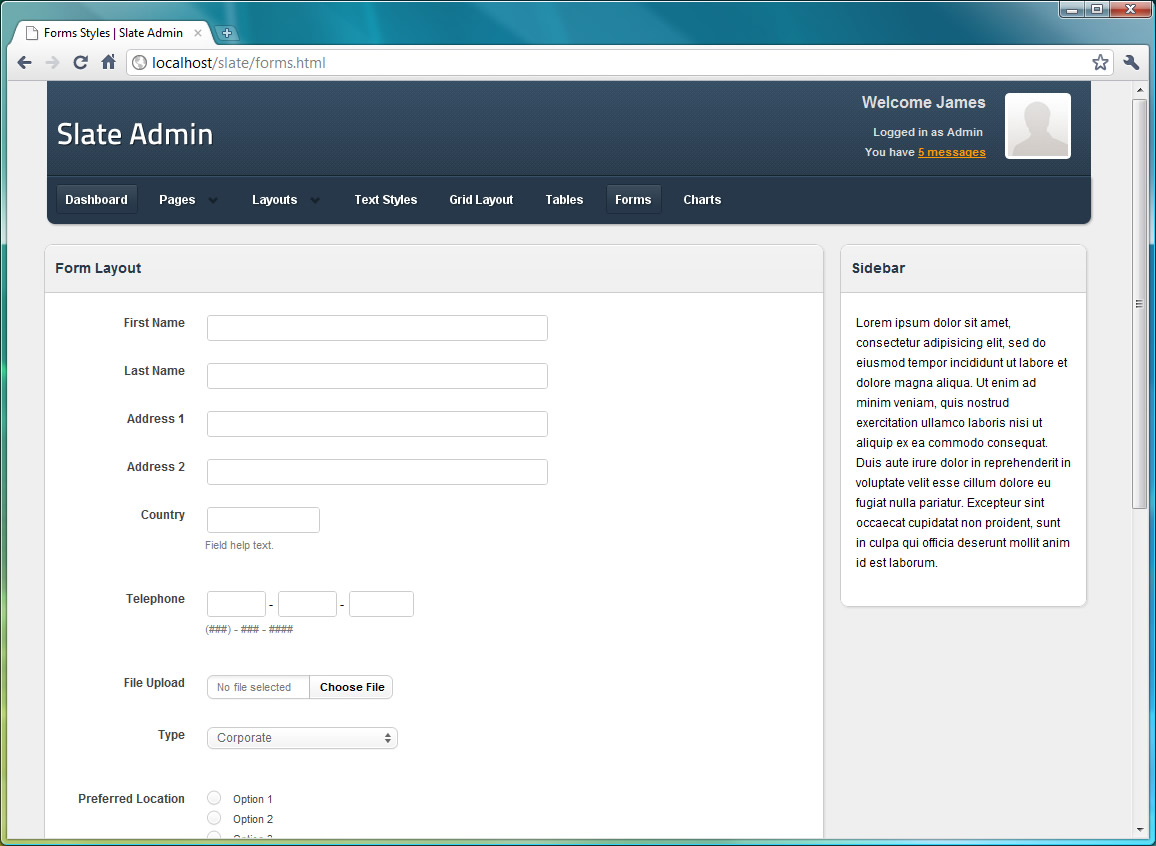 Forms Styles | Slate Admin
localhost/slate/forms.html
Welcome James
Slate Admin
Logged in as Admin
You have 5 messages
Dashboard Pages Layouts Text Styles Grid Layout Tables Forms Charts
Form Layout
First Name
Last Name
Address 1
Address 2
Country
Field help text.
Telephone - -
(###) - ### - ####
File Upload No file selected Choose File
Type Corporate
Preferred Location Option 1
Option 2
Sidebar
Lorem ipsum dolor sit amet,
consectetur adipisicing elit, sed do
eiusmod tempor incididunt ut labore et
dolore magna aliqua. Ut enim ad
minim veniam, quis nostrud
exercitation ullamco laboris nisi ut
aliquip ex ea commodo consequat.
Duis aute irure dolor in reprehenderit in
voluptate velit esse cillum dolore eu
fugiat nulla pariatur. Excepteur sint
occaecat cupidatat non proident, sunt
in culpa qui officia deserunt mollit anim
id est laborum.